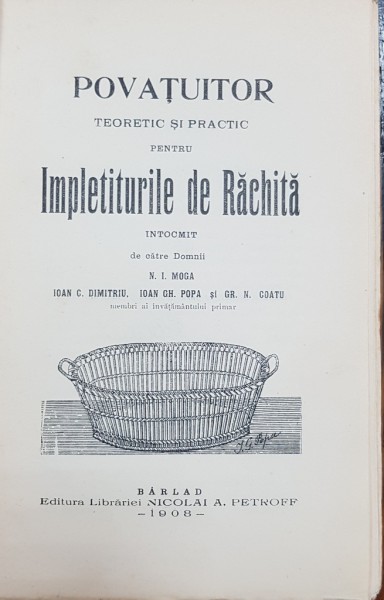 POVAȚUITOR
TEORETIC ȘI PRACTIC
PENTRU
Impletiturile de Răchită
INTOCMIT
de către Domnii
N. I. MOGA
IOAN C. DIMITRIU, IOAN GH. POPA și GR. N. COATU
membri ai învățământului primar
I. G. Popa
BÂRLAD
Editura Librăriei NICOLAI A. PETROFF
—1908—